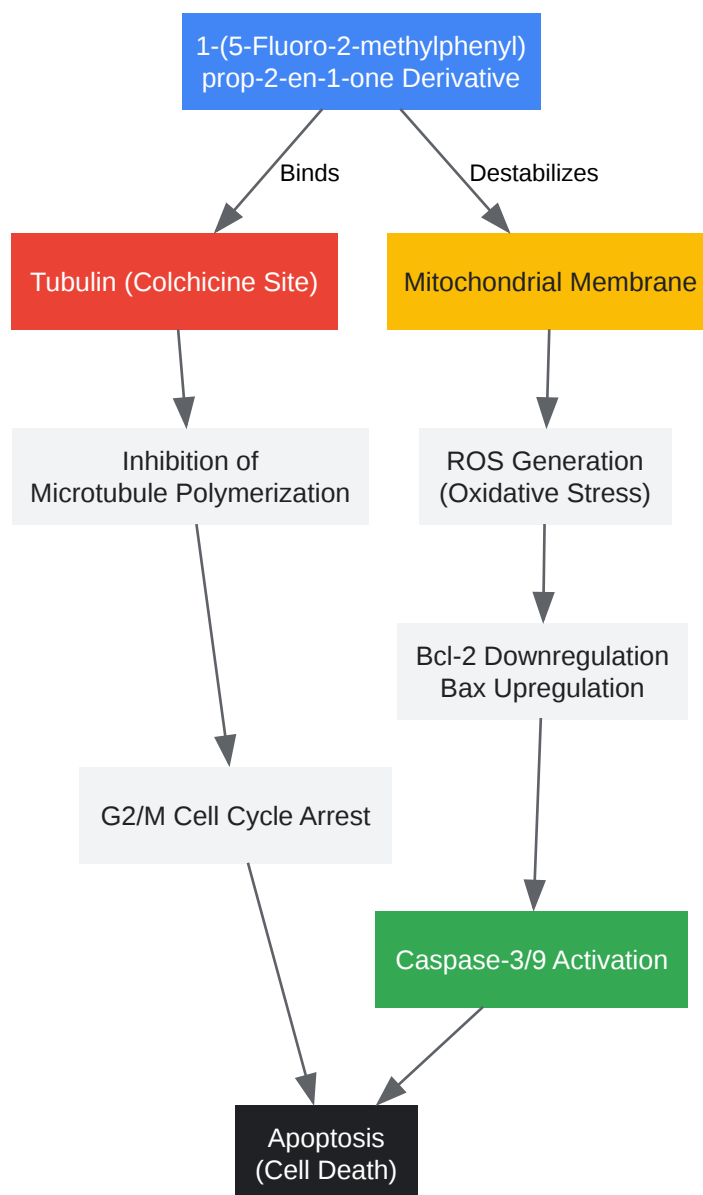 1-(5-Fluoro-2-methylphenyl)
prop-2-en-1-one Derivative
Binds
Destabilizes
Tubulin (Colchicine Site)
Mitochondrial Membrane
Inhibition of
Microtubule Polymerization
ROS Generation
(Oxidative Stress)
Bcl-2 Downregulation
Bax Upregulation
G2/M Cell Cycle Arrest
Caspase-3/9 Activation
Apoptosis
(Cell Death)